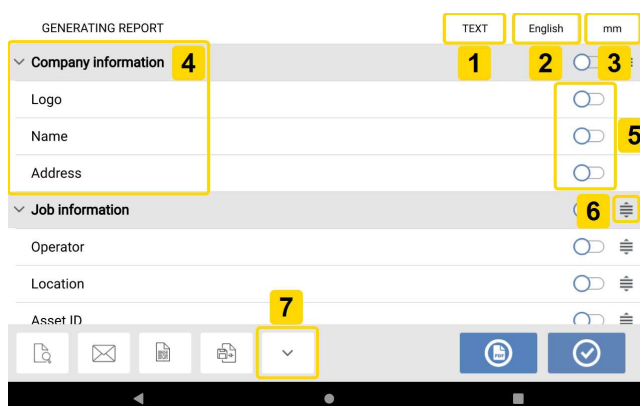 GENERATING REPORT TEXT English mm
Company information 4 1 2 3
Logo
Name 5
Address
Job information 6
Operator
Location
Asset ID 7
PDF